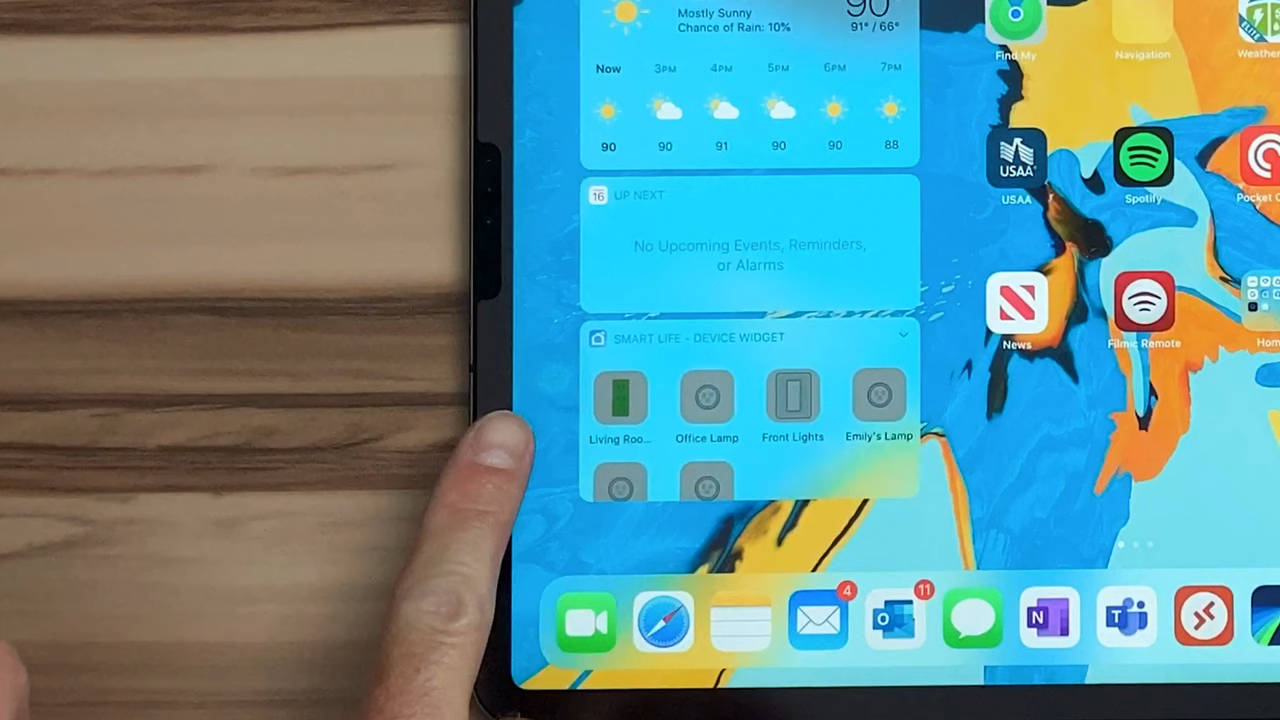 90°
Mostly Sunny
Chance of Rain: 10%
91° / 66°
Now 3PM 4PM 5PM 6PM 7PM
90 90 91 90 90 88
16 UP NEXT
No Upcoming Events, Reminders,
or Alarms
SMART LIFE - DEVICE WIDGET
Living Roo... Office Lamp Front Lights Emily's Lamp
Find My Navigation Weather
USAA
USAA Spotify Pocket
News Filmic Remote Hom
4 11
O N T